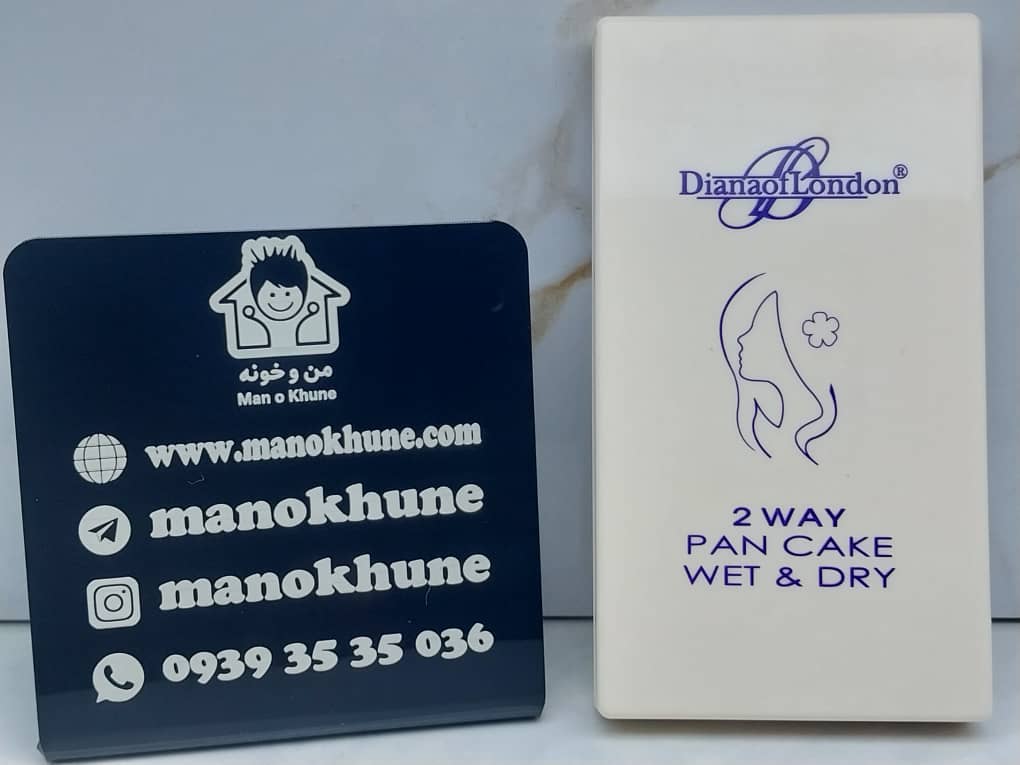 من و خونه
Man o Khune
www.manokhune.com
manokhune
manokhune
0939 35 35 036
DianaofLondon®
2 WAY
PAN CAKE
WET & DRY